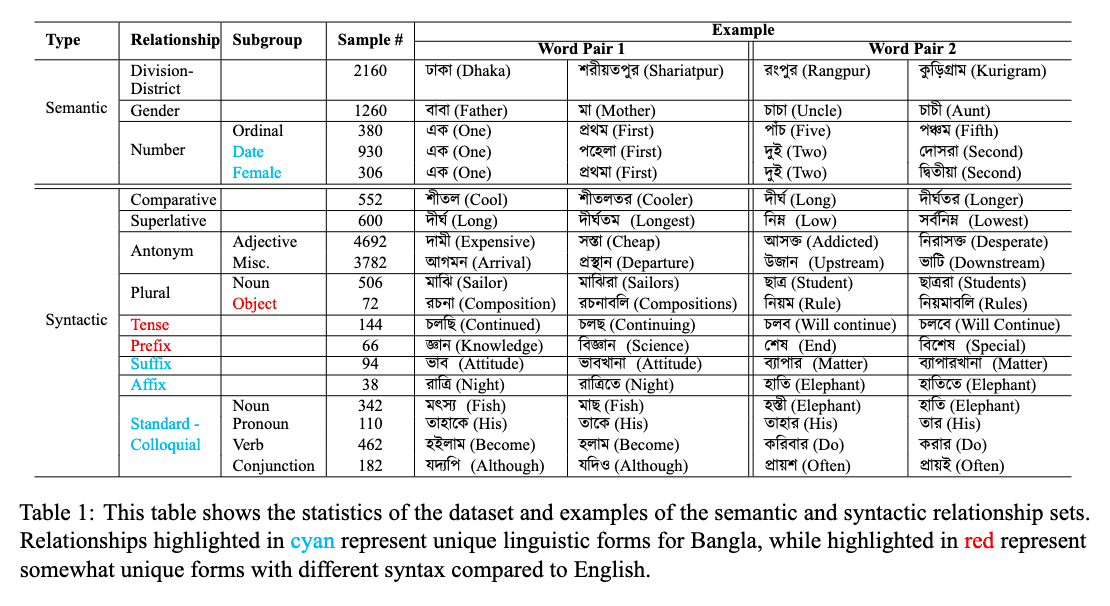 Type Relationship Subgroup Sample # Example
Word Pair 1 Word Pair 2
Semantic Division-District 2160 ঢাকা (Dhaka) শরীয়তপুর (Shariatpur) রংপুর (Rangpur) কুড়িগ্রাম (Kurigram)
Gender 1260 বাবা (Father) মা (Mother) চাচা (Uncle) চাচী (Aunt)
Number Ordinal 380 এক (One) প্রথম (First) পাঁচ (Five) পঞ্চম (Fifth)
Date 930 এক (One) পহেলা (First) দুই (Two) দোসরা (Second)
Female 306 এক (One) প্রথমা (First) দুই (Two) দ্বিতীয়া (Second)
Syntactic Comparative 552 শীতল (Cool) শীতলতর (Cooler) দীর্ঘ (Long) দীর্ঘতর (Longer)
Superlative 600 দীর্ঘ (Long) দীর্ঘতম (Longest) নিম্ন (Low) সর্বনিম্ন (Lowest)
Antonym Adjective 4692 দামী (Expensive) সস্তা (Cheap) আসক্ত (Addicted) নিরাসক্ত (Desperate)
Misc. 3782 আগমন (Arrival) প্রস্থান (Departure) উজান (Upstream) ভাটি (Downstream)
Plural Noun 506 মাঝি (Sailor) মাঝিরা (Sailors) ছাত্র (Student) ছাত্ররা (Students)
Object 72 রচনা (Composition) রচনাবলি (Compositions) নিয়ম (Rule) নিয়মাবলি (Rules)
Tense 144 চলছি (Continued) চলছ (Continuing) চলব (Will continue) চলবে (Will Continue)
Prefix 66 জ্ঞান (Knowledge) বিজ্ঞান (Science) শেষ (End) বিশেষ (Special)
Suffix 94 ভাব (Attitude) ভাবখানা (Attitude) ব্যাপার (Matter) ব্যাপারখানা (Matter)
Affix 38 রাত্রি (Night) রাত্রিতে (Night) হাতি (Elephant) হাতিতে (Elephant)
Standard - Colloquial Noun 342 মৎস্য (Fish) মাছ (Fish) হস্তী (Elephant) হাতি (Elephant)
Pronoun 110 তাহাকে (His) তাকে (His) তাহার (His) তার (His)
Verb 462 হইলাম (Become) হলাম (Become) করিবার (Do) করার (Do)
Conjunction 182 যদ্যপি (Although) যদিও (Although) প্রায়শ (Often) প্রায়ই (Often)
Table 1: This table shows the statistics of the dataset and examples of the semantic and syntactic relationship sets.
Relationships highlighted in cyan represent unique linguistic forms for Bangla, while highlighted in red represent
somewhat unique forms with different syntax compared to English.